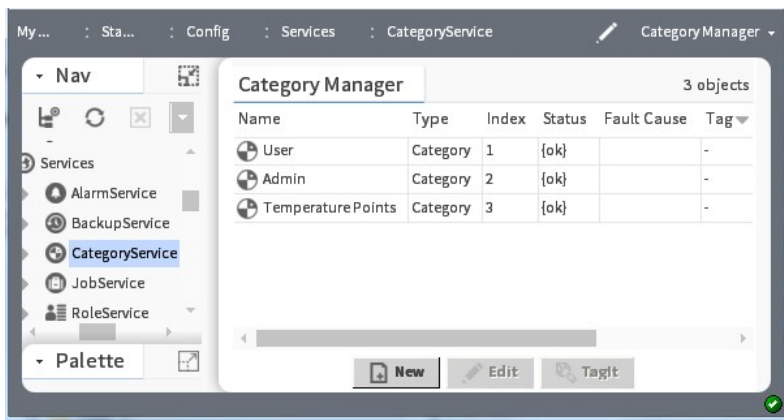 My... : Sta... : Config : Services : CategoryService Category Manager
Nav
Services
AlarmService
BackupService
CategoryService
JobService
RoleService
Palette
Category Manager 3 objects
Name Type Index Status Fault Cause Tag
User Category 1 {ok} -
Admin Category 2 {ok} -
Temperature Points Category 3 {ok} -
New Edit TagIt